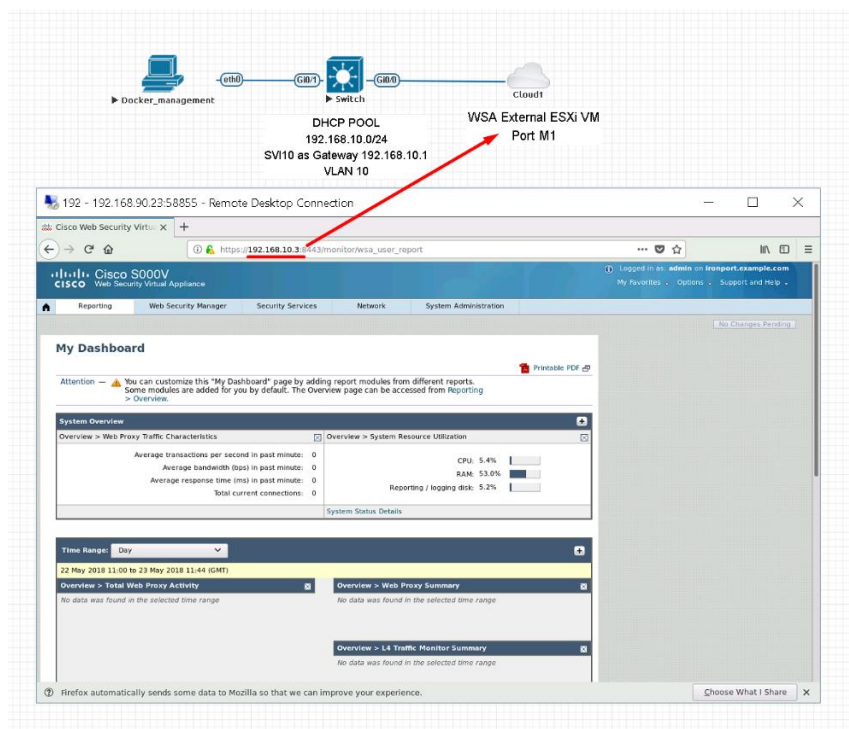 eth0
Gi0/1
Gi0/0
Docker_management
Switch
Cloud1
DHCP POOL
192.168.10.0/24
SVI10 as Gateway 192.168.10.1
VLAN 10
WSA External ESXi VM
Port M1
192 - 192.168.90.23:58855 - Remote Desktop Connection
Cisco Web Security Virtu
https://192.168.10.3:8443/monitor/wsa_user_report
Cisco S000V
CISCO Web Security Virtual Appliance
Logged in as: admin on ironport.example.com
My Favorites Options Support and Help
Reporting Web Security Manager Security Services Network System Administration
No Changes Pending
My Dashboard
Printable PDF
Attention — You can customize this "My Dashboard" page by adding report modules from different reports.
Some modules are added for you by default. The Overview page can be accessed from Reporting
> Overview.
System Overview
Overview > Web Proxy Traffic Characteristics
Average transactions per second in past minute: 0
Average bandwidth (bps) in past minute: 0
Average response time (ms) in past minute: 0
Total current connections: 0
Overview > System Resource Utilization
CPU: 5.4%
RAM: 53.0%
Reporting / logging disk: 5.2%
System Status Details
Time Range: Day
22 May 2018 11:00 to 23 May 2018 11:44 (GMT)
Overview > Total Web Proxy Activity
No data was found in the selected time range
Overview > Web Proxy Summary
No data was found in the selected time range
Overview > L4 Traffic Monitor Summary
No data was found in the selected time range
Firefox automatically sends some data to Mozilla so that we can improve your experience.
Choose What I Share